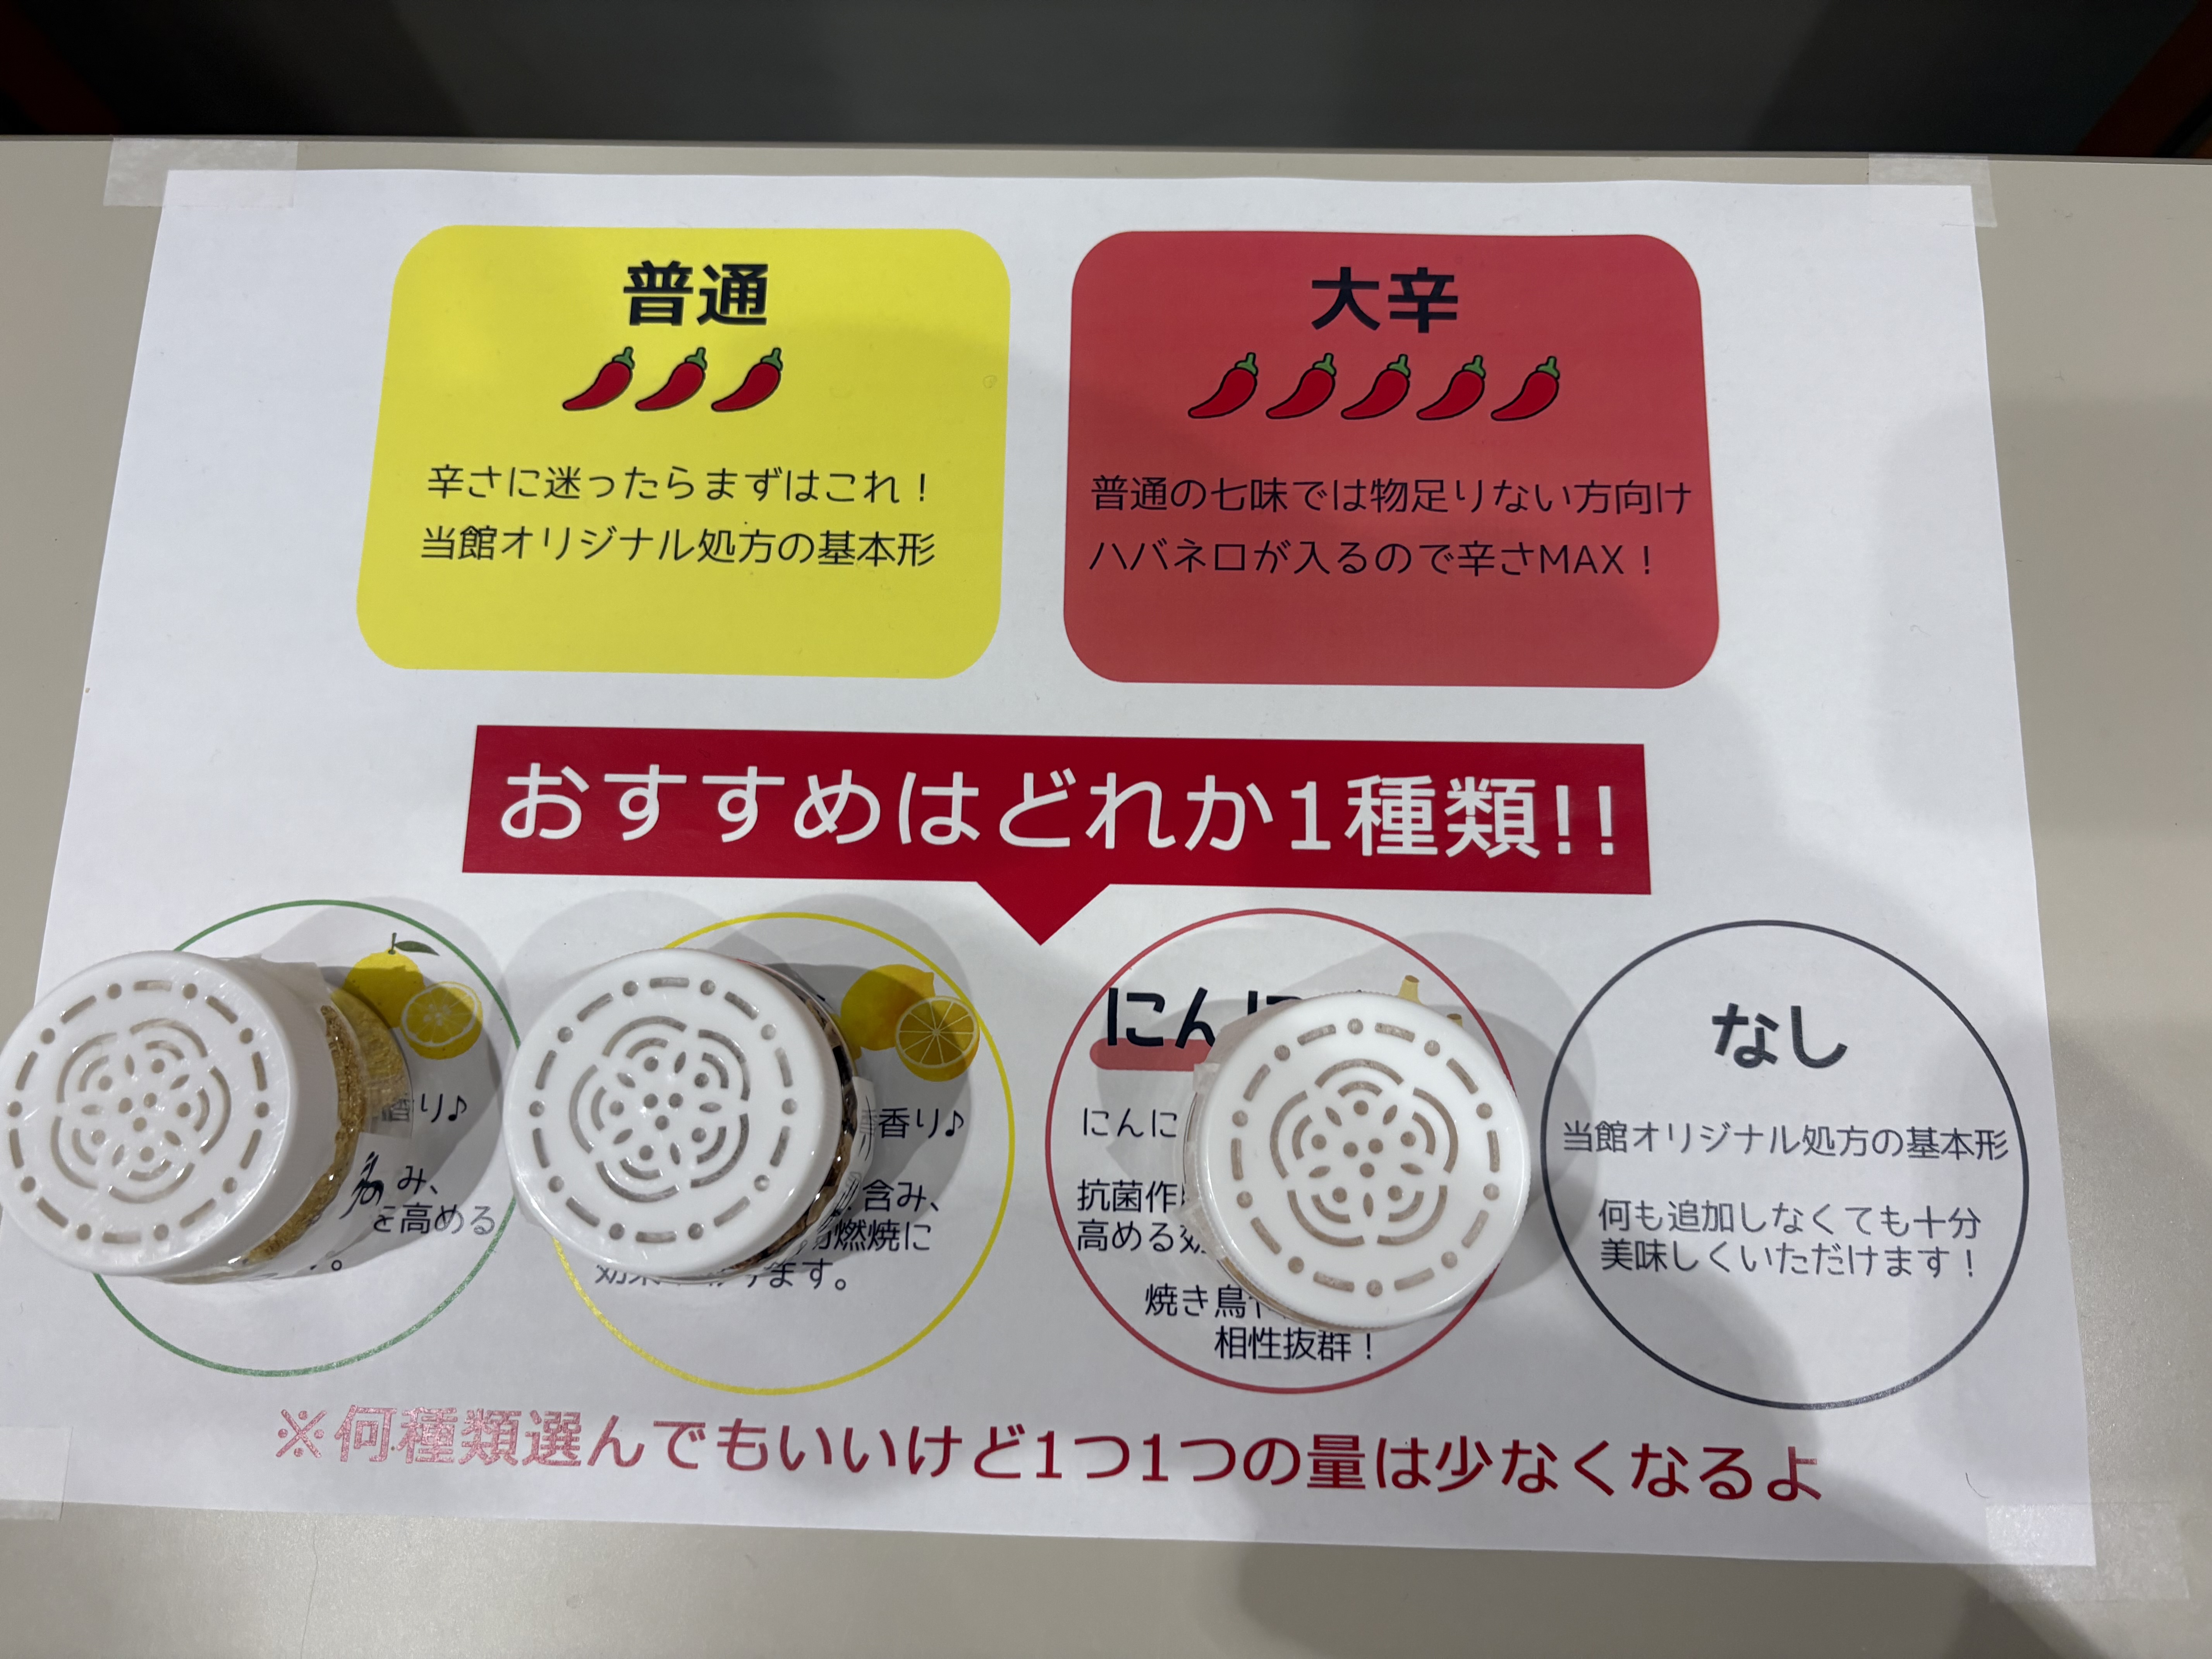 普通
辛さに迷ったらまずはこれ！
当館オリジナル処方の基本形
大辛
普通の七味では物足りない方向け
ハバネロが入るので辛さMAX！
おすすめはどれか1種類!!
香り♪
み、
を高める
香り♪
含み、
燃焼に
ます。
にんに
にんに
抗菌作
高める
焼き鳥
相性抜群！
なし
当館オリジナル処方の基本形
何も追加しなくても十分
美味しくいただけます！
※何種類選んでもいいけど1つ1つの量は少なくなるよ